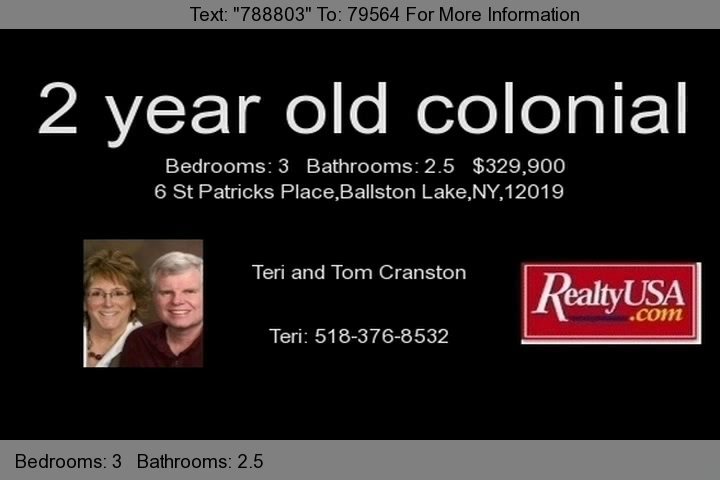 Text: "788803" To: 79564 For More Information
2 year old colonial
Bedrooms: 3 Bathrooms: 2.5 $329,900
6 St Patricks Place,Ballston Lake,NY,12019
Teri and Tom Cranston
RealtyUSA
.com
Teri: 518-376-8532
Bedrooms: 3 Bathrooms: 2.5